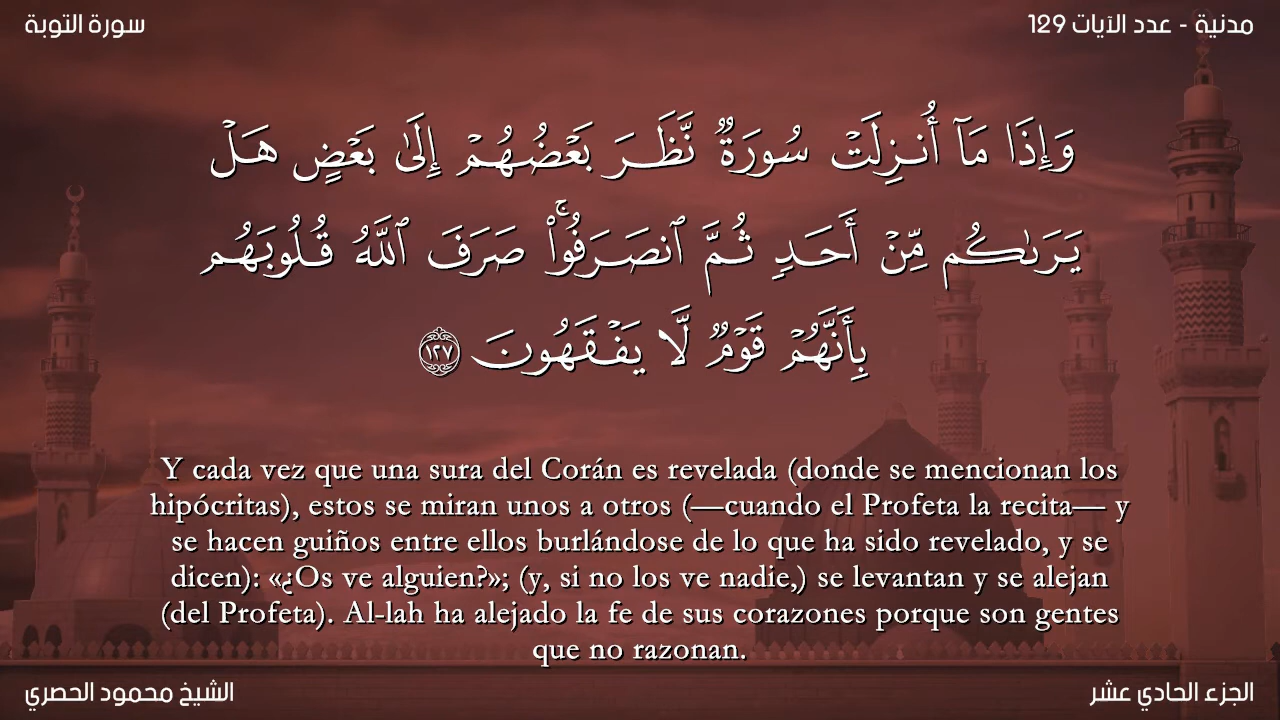 مدنية - عدد الآيات 129
سورة التوبة
وَإِذَا مَآ أُنزِلَتْ سُورَةٌ نَّظَرَ بَعْضُهُمْ إِلَىٰ بَعْضٍ هَلْ
يَرَىٰكُم مِّنْ أَحَدٍ ثُمَّ ٱنصَرَفُوا۟ ۚ صَرَفَ ٱللَّهُ قُلُوبَهُم
بِأَنَّهُمْ قَوْمٌ لَّا يَفْقَهُونَ ١٢٧
Y cada vez que una sura del Corán es revelada (donde se mencionan los
hipócritas), estos se miran unos a otros (—cuando el Profeta la recita— y
se hacen guiños entre ellos burlándose de lo que ha sido revelado, y se
dicen): «¿Os ve alguien?»; (y, si no los ve nadie,) se levantan y se alejan
(del Profeta). Al-lah ha alejado la fe de sus corazones porque son gentes
que no razonan.
الجزء الحادي عشر
الشيخ محمود الحصري